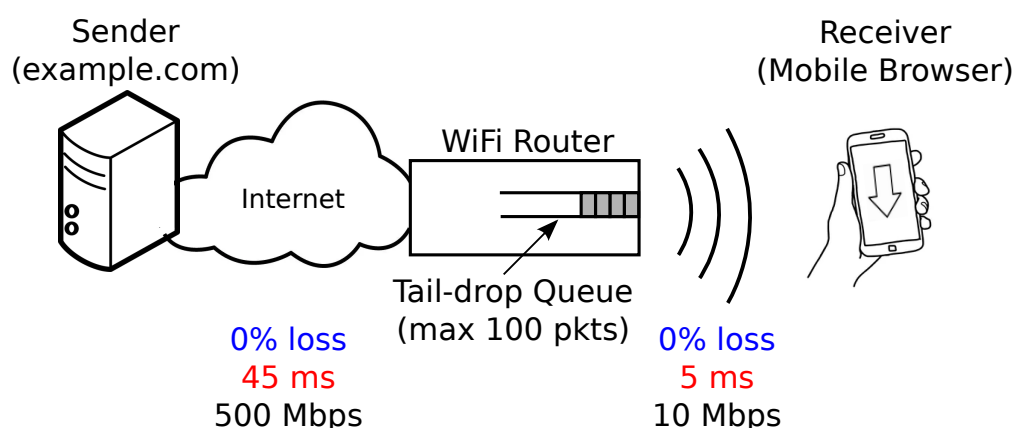 Sender
(example.com)
Receiver
(Mobile Browser)
WiFi Router
Internet
Tail-drop Queue
(max 100 pkts)
0% loss
45 ms
500 Mbps
0% loss
5 ms
10 Mbps